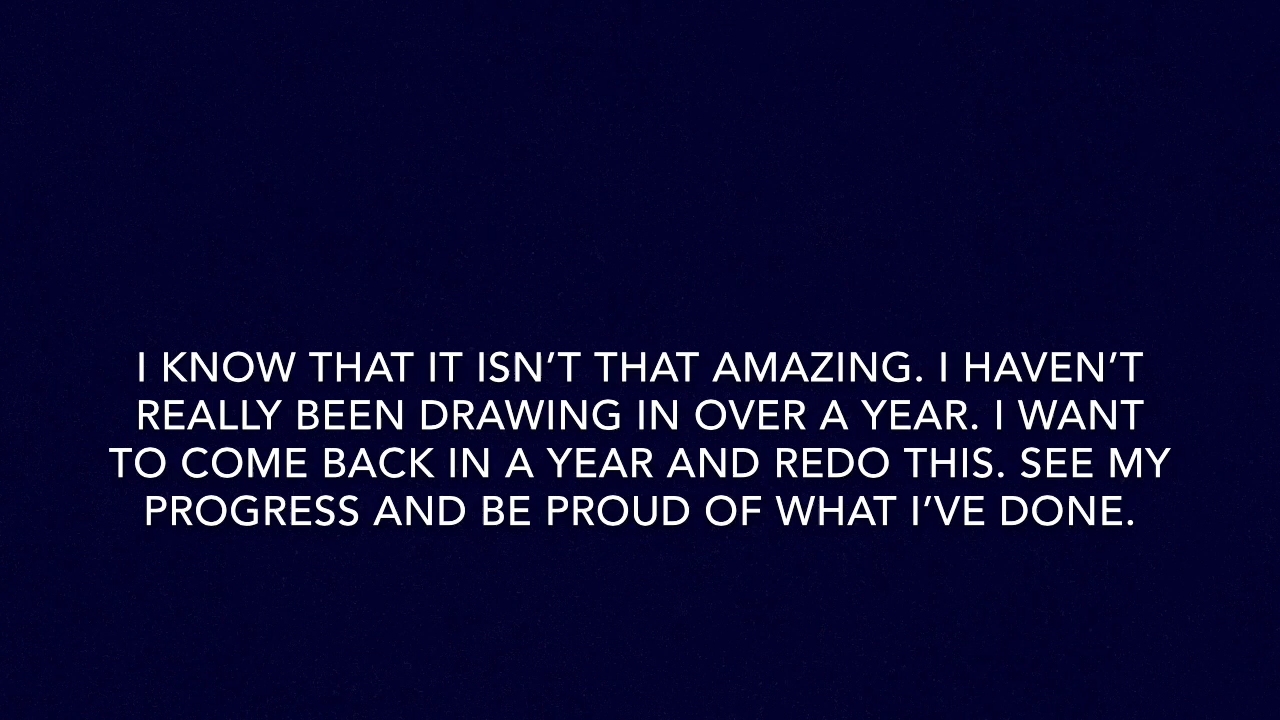 I KNOW THAT IT ISN’T THAT AMAZING. I HAVEN’T
REALLY BEEN DRAWING IN OVER A YEAR. I WANT
TO COME BACK IN A YEAR AND REDO THIS. SEE MY
PROGRESS AND BE PROUD OF WHAT I’VE DONE.